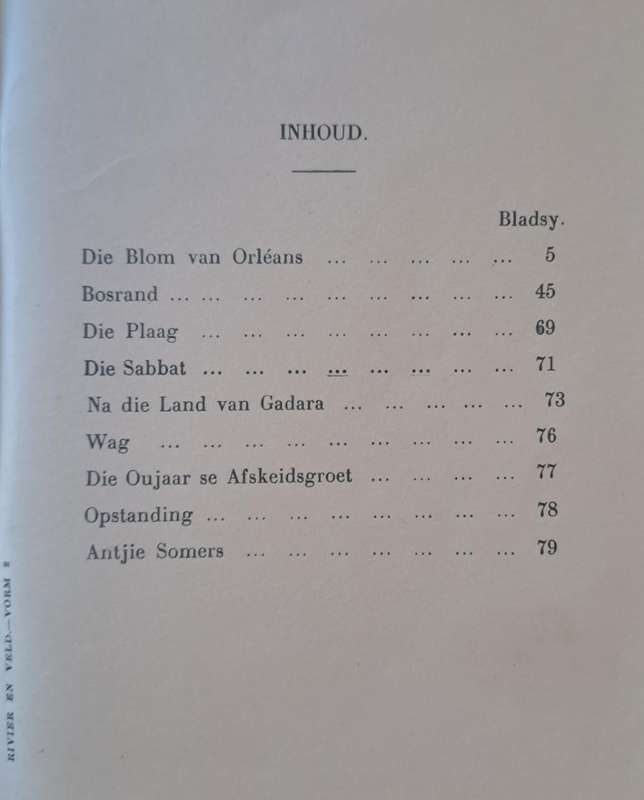 INHOUD.
Bladsy.
Die Blom van Orléans ... ... ... ... ... 5
Bosrand ... ... ... ... ... ... ... ... ... 45
Die Plaag ... ... ... ... ... ... ... ... 69
Die Sabbat ... ... ... ... ... ... ... ... 71
Na die Land van Gadara ... ... ... ... ... 73
Wag ... ... ... ... ... ... ... ... ... 76
Die Oujaar se Afskeidsgroet ... ... ... ... 77
Opstanding ... ... ... ... ... ... ... ... 78
Antjie Somers ... ... ... ... ... ... ... 79
RIVIER EN VELD.—VORM 2